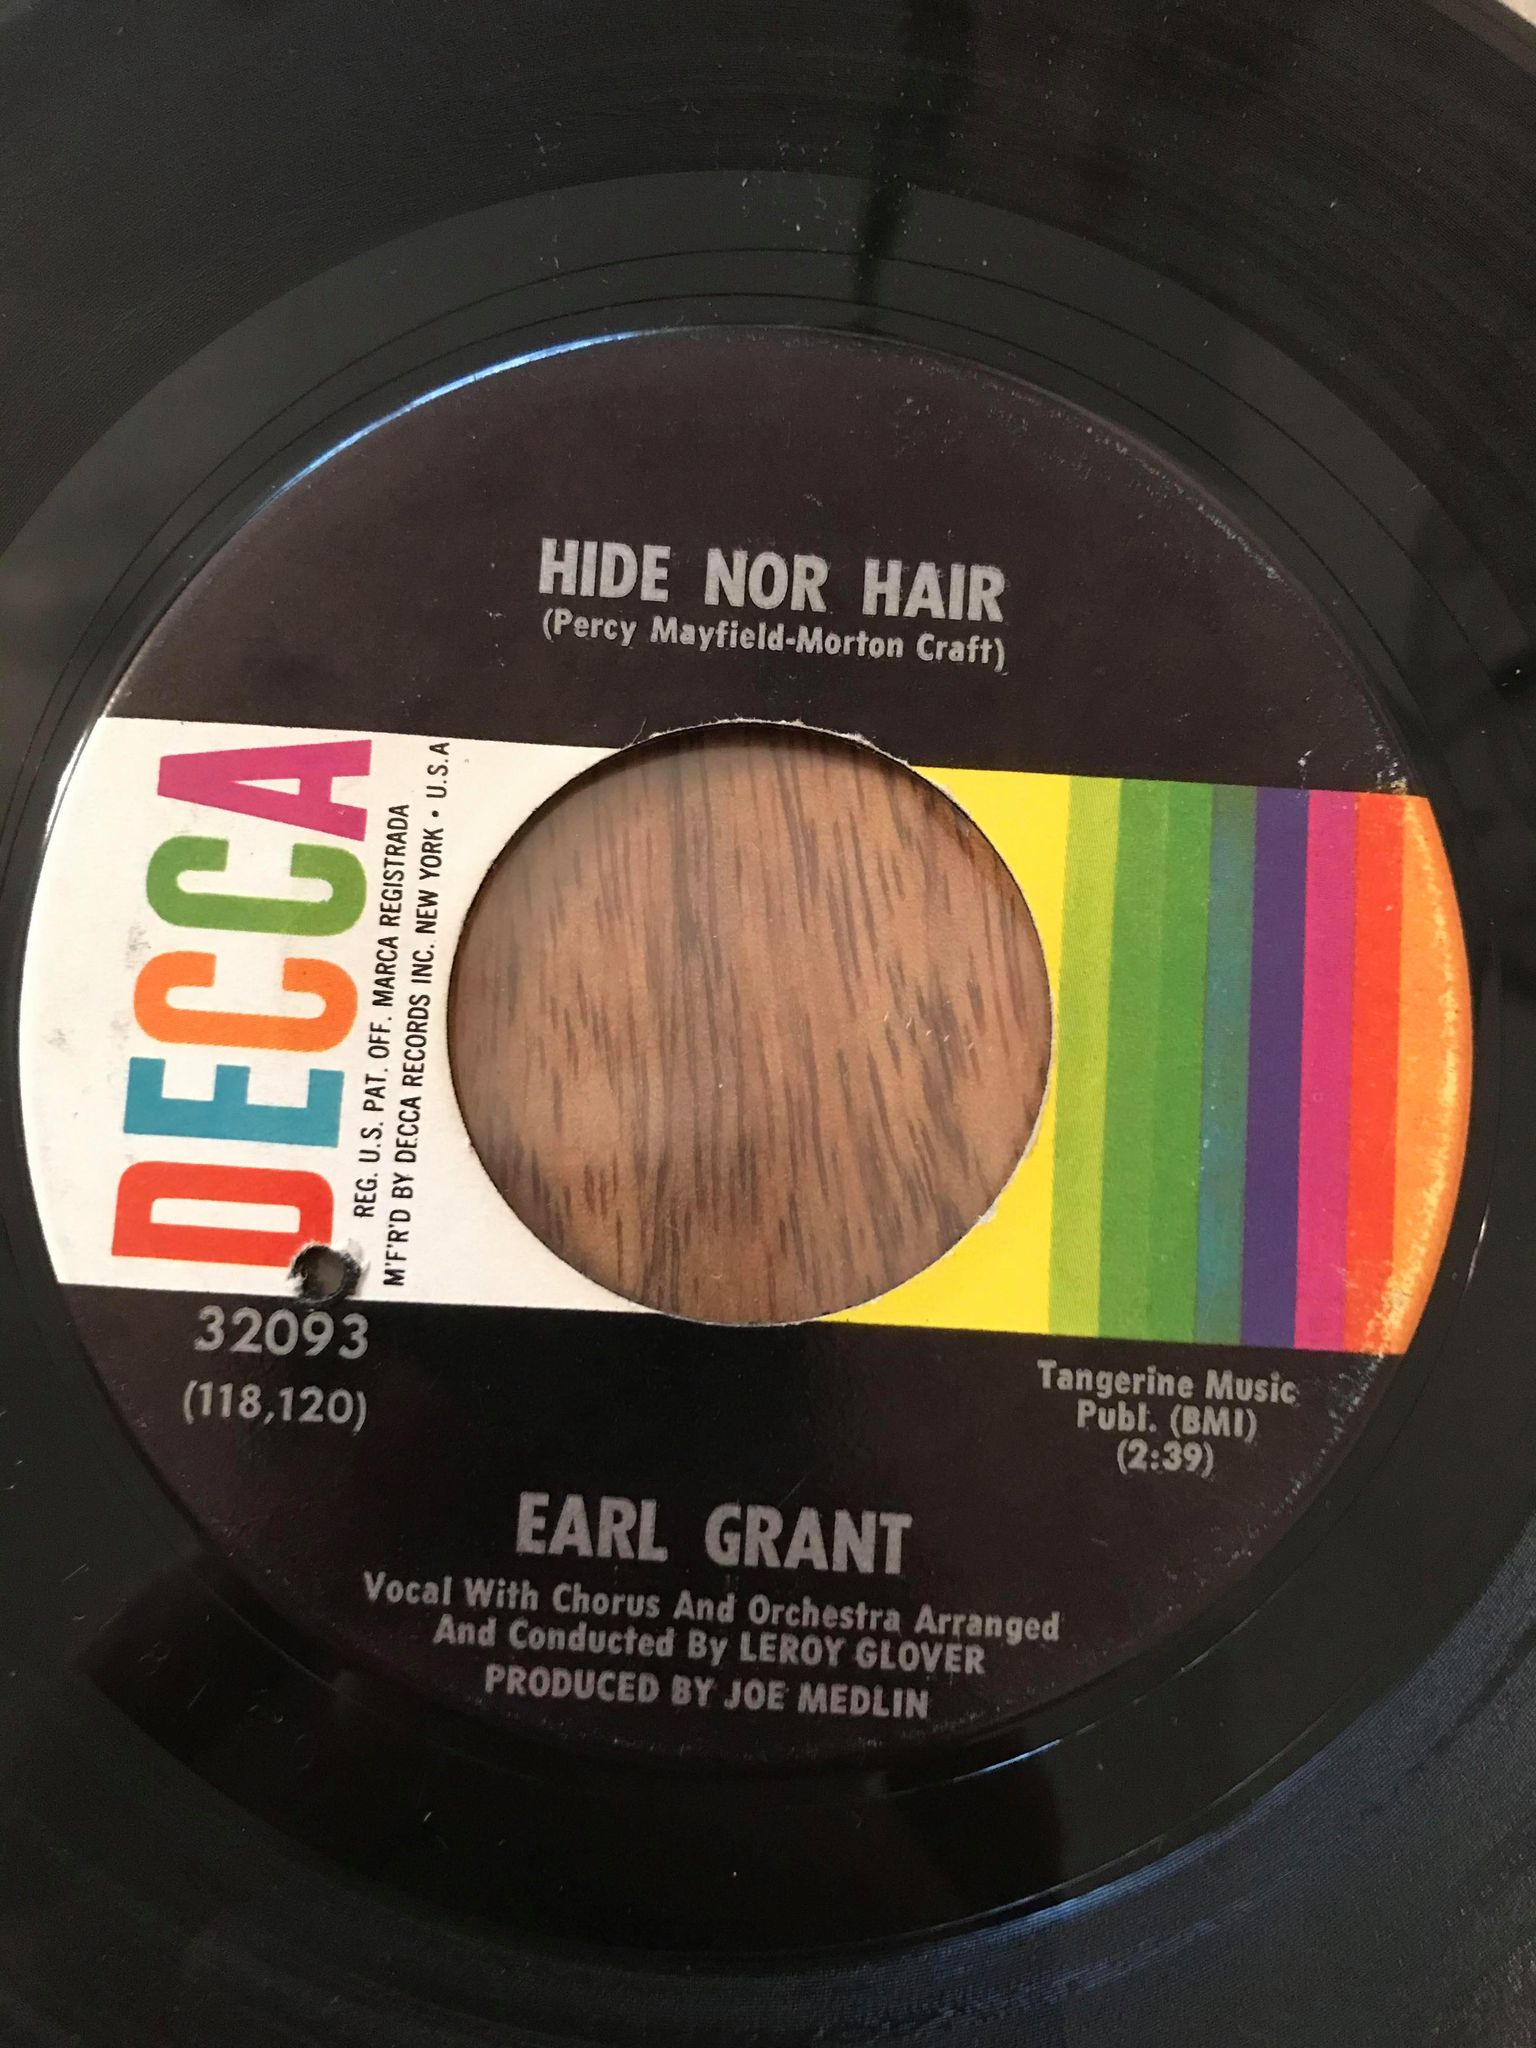 HIDE NOR HAIR
(Percy Mayfield-Morton Craft)
DECCA
REG. U.S. PAT. OFF. MARCA REGISTRADA
M'F'R'D BY DECCA RECORDS INC. NEW YORK • U.S.A
32093
(118,120)
Tangerine Music
Publ. (BMI)
(2:39)
EARL GRANT
Vocal With Chorus And Orchestra Arranged
And Conducted By LEROY GLOVER
PRODUCED BY JOE MEDLIN